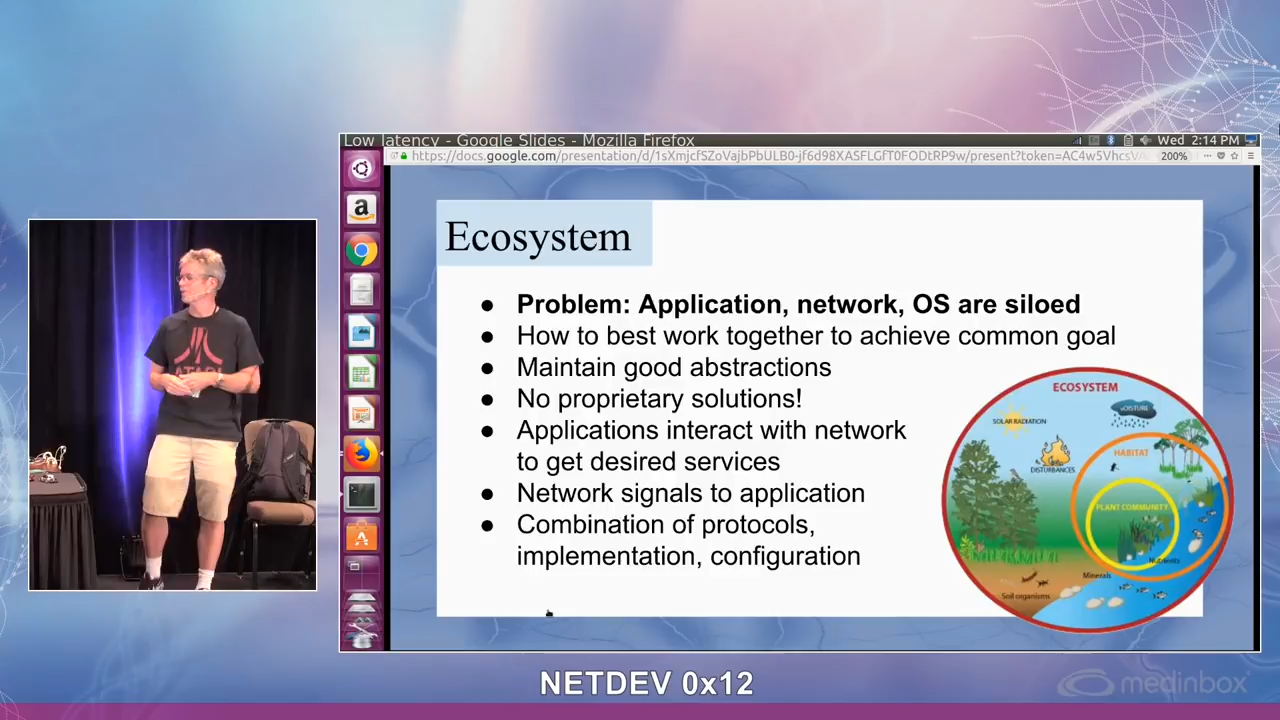 Low latency - Google Slides - Mozilla Firefox
Wed 2:14 PM
200%
Ecosystem
● Problem: Application, network, OS are siloed
● How to best work together to achieve common goal
● Maintain good abstractions
● No proprietary solutions!
● Applications interact with network
to get desired services
● Network signals to application
● Combination of protocols,
implementation, configuration
ECOSYSTEM
SOLAR RADIATION
MOISTURE
HABITAT
DISTURBANCES
PLANT COMMUNITY
Nutrients
Minerals
Soil organisms
ATARI
NETDEV 0x12
medinbox